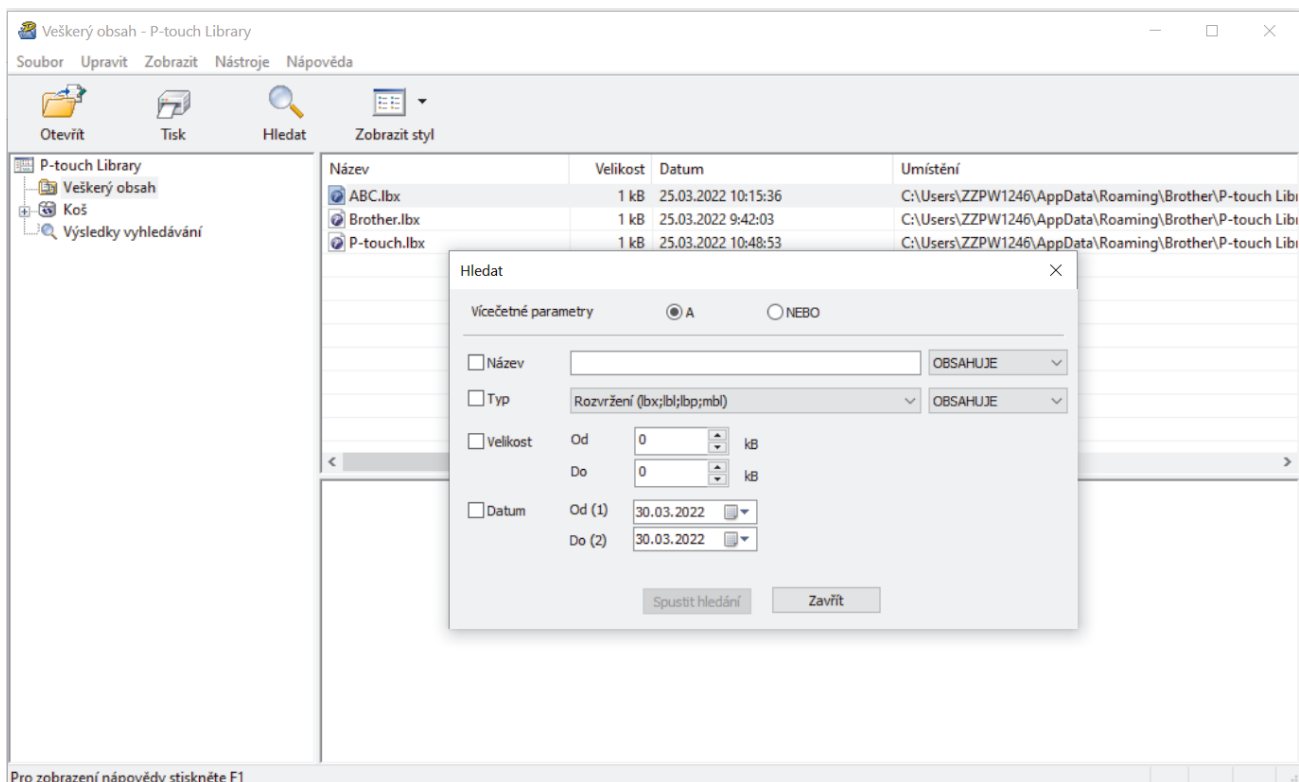 Veškerý obsah - P-touch Library
Soubor Upravit Zobrazit Nástroje Nápověda
Otevřít Tisk Hledat Zobrazit styl
P-touch Library
Veškerý obsah
Koš
Výsledky vyhledávání
Název Velikost Datum Umístění
ABC.lbx 1 kB 25.03.2022 10:15:36 C:\Users\ZZPW1246\AppData\Roaming\Brother\P-touch Libr
Brother.lbx 1 kB 25.03.2022 9:42:03 C:\Users\ZZPW1246\AppData\Roaming\Brother\P-touch Libr
P-touch.lbx 1 kB 25.03.2022 10:48:53 C:\Users\ZZPW1246\AppData\Roaming\Brother\P-touch Libr
Hledat
Vícečetné parametry A NEBO
Název OBSAHUJE
Typ Rozvržení (lbx;lbl;lbp;mbl) OBSAHUJE
Velikost Od 0 kB
Do 0 kB
Datum Od (1) 30.03.2022
Do (2) 30.03.2022
Spustit hledání Zavřít
Pro zobrazení nápovědy stiskněte F1